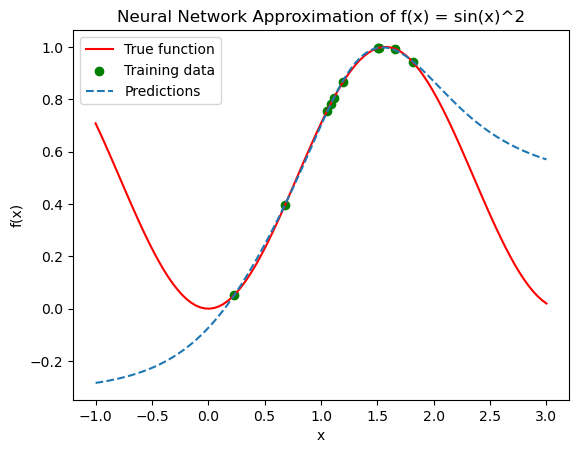 Neural Network Approximation of f(x) = sin(x)^2
True function
Training data
Predictions
f(x)
1.0
0.8
0.6
0.4
0.2
0.0
−0.2
−1.0 −0.5 0.0 0.5 1.0 1.5 2.0 2.5 3.0
x